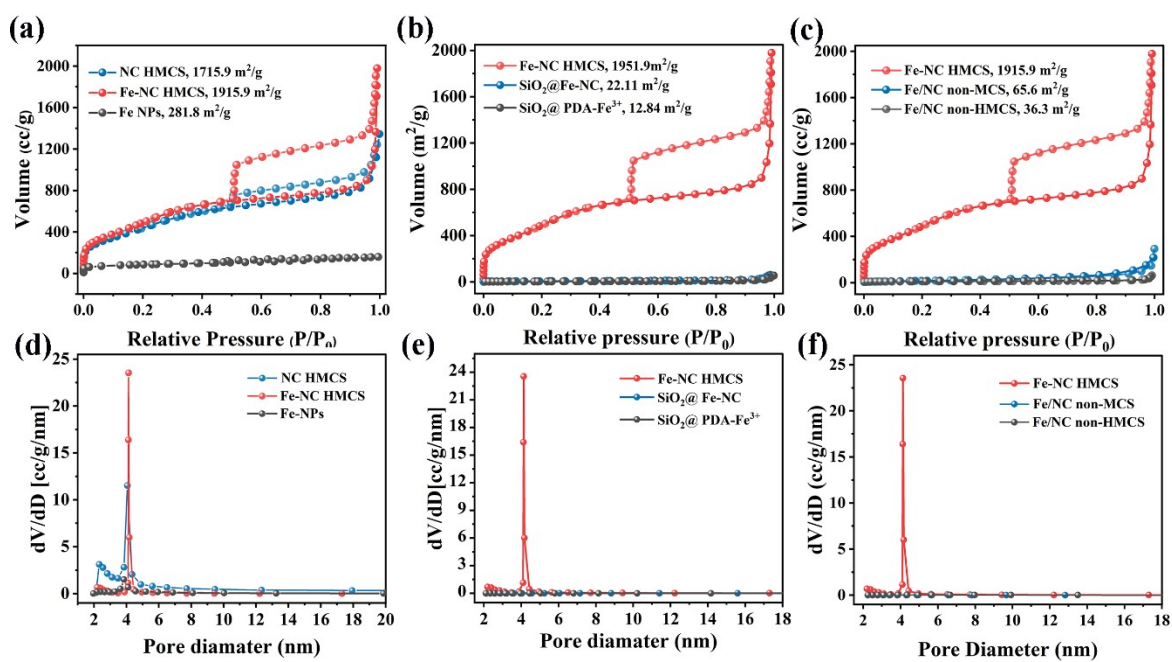 (a)
Volume (cc/g)
2000
1600
1200
800
400
0
NC HMCS, 1715.9 m²/g
Fe-NC HMCS, 1915.9 m²/g
Fe NPs, 281.8 m²/g
0.0 0.2 0.4 0.6 0.8 1.0
Relative Pressure (P/P₀)
(b)
Volume (m²/g)
2000
1600
1200
800
400
0
Fe-NC HMCS, 1951.9m²/g
SiO₂@Fe-NC, 22.11 m²/g
SiO₂@ PDA-Fe³⁺, 12.84 m²/g
0.0 0.2 0.4 0.6 0.8 1.0
Relative pressure (P/P₀)
(c)
Volume (cc/g)
2000
1600
1200
800
400
0
Fe-NC HMCS, 1915.9 m²/g
Fe/NC non-MCS, 65.6 m²/g
Fe/NC non-HMCS, 36.3 m²/g
0.0 0.2 0.4 0.6 0.8 1.0
Relative pressure (P/P₀)
(d)
dV/dD [cc/g/nm]
25
20
15
10
5
0
NC HMCS
Fe-NC HMCS
Fe-NPs
2 4 6 8 10 12 14 16 18 20
Pore diamater (nm)
(e)
dV/dD[cc/g/nm]
24
21
18
15
12
9
6
3
0
Fe-NC HMCS
SiO₂@ Fe-NC
SiO₂@ PDA-Fe³⁺
2 4 6 8 10 12 14 16 18
Pore diamater (nm)
(f)
dV/dD (cc/g/nm)
25
20
15
10
5
0
Fe-NC HMCS
Fe/NC non-MCS
Fe/NC non-HMCS
2 4 6 8 10 12 14 16 18
Pore Diameter (nm)